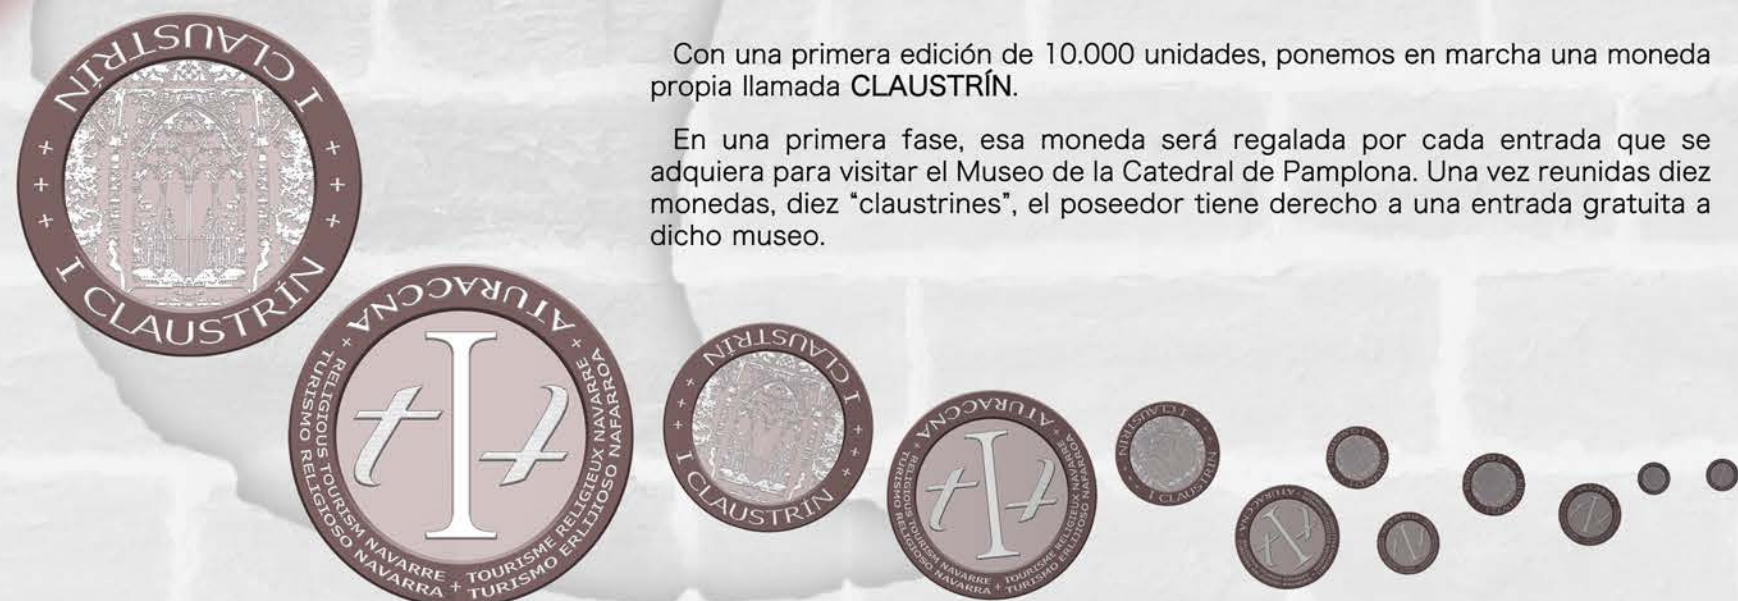 Con una primera edición de 10.000 unidades, ponemos en marcha una moneda
propia llamada CLAUSTRÍN.
En una primera fase, esa moneda será regalada por cada entrada que se
adquiera para visitar el Museo de la Catedral de Pamplona. Una vez reunidas diez
monedas, diez “claustrines”, el poseedor tiene derecho a una entrada gratuita a
dicho museo.
I CLAUSTRÍN
+ + +
+ + +
I CLAUSTRÍN
+ ATURACCNA +
I
t t
RELIGIOUS TOURISM NAVARRE + TOURISME RELIGIEUX NAVARRE
TURISMO RELIGIOSO NAVARRA + TURISMO ERLIJIOSO NAFARROA
I CLAUSTRÍN
+ + +
+ + +
I CLAUSTRÍN
+ ATURACCNA +
I
t t
RELIGIOUS TOURISM NAVARRE + TOURISME RELIGIEUX NAVARRE
TURISMO RELIGIOSO NAVARRA + TURISMO ERLIJIOSO NAFARROA
I CLAUSTRÍN
I CLAUSTRÍN
ATURACCNA